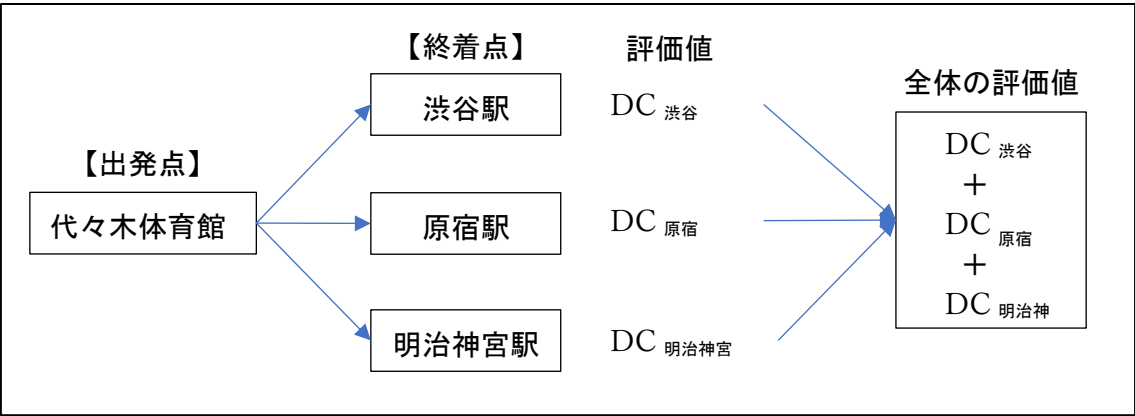 【終着点】
評価値
全体の評価値
渋谷駅
DC 渋谷
【出発点】
代々木体育館
原宿駅
DC 原宿
明治神宮駅
DC 明治神宮
DC 渋谷
+
DC 原宿
+
DC 明治神